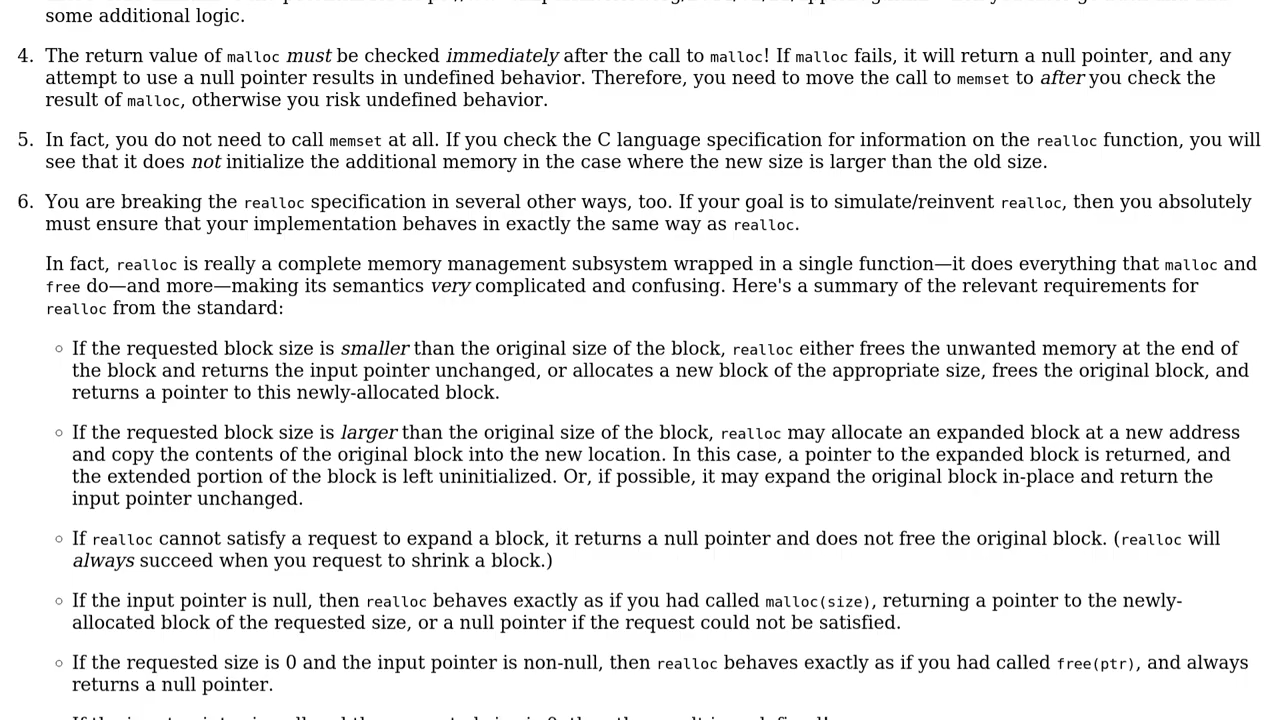 some additional logic.
4. The return value of malloc must be checked immediately after the call to malloc! If malloc fails, it will return a null pointer, and any
attempt to use a null pointer results in undefined behavior. Therefore, you need to move the call to memset to after you check the
result of malloc, otherwise you risk undefined behavior.
5. In fact, you do not need to call memset at all. If you check the C language specification for information on the realloc function, you will
see that it does not initialize the additional memory in the case where the new size is larger than the old size.
6. You are breaking the realloc specification in several other ways, too. If your goal is to simulate/reinvent realloc, then you absolutely
must ensure that your implementation behaves in exactly the same way as realloc.
In fact, realloc is really a complete memory management subsystem wrapped in a single function—it does everything that malloc and
free do—and more—making its semantics very complicated and confusing. Here's a summary of the relevant requirements for
realloc from the standard:
◦ If the requested block size is smaller than the original size of the block, realloc either frees the unwanted memory at the end of
the block and returns the input pointer unchanged, or allocates a new block of the appropriate size, frees the original block, and
returns a pointer to this newly-allocated block.
◦ If the requested block size is larger than the original size of the block, realloc may allocate an expanded block at a new address
and copy the contents of the original block into the new location. In this case, a pointer to the expanded block is returned, and
the extended portion of the block is left uninitialized. Or, if possible, it may expand the original block in-place and return the
input pointer unchanged.
◦ If realloc cannot satisfy a request to expand a block, it returns a null pointer and does not free the original block. (realloc will
always succeed when you request to shrink a block.)
◦ If the input pointer is null, then realloc behaves exactly as if you had called malloc(size), returning a pointer to the newly-
allocated block of the requested size, or a null pointer if the request could not be satisfied.
◦ If the requested size is 0 and the input pointer is non-null, then realloc behaves exactly as if you had called free(ptr), and always
returns a null pointer.